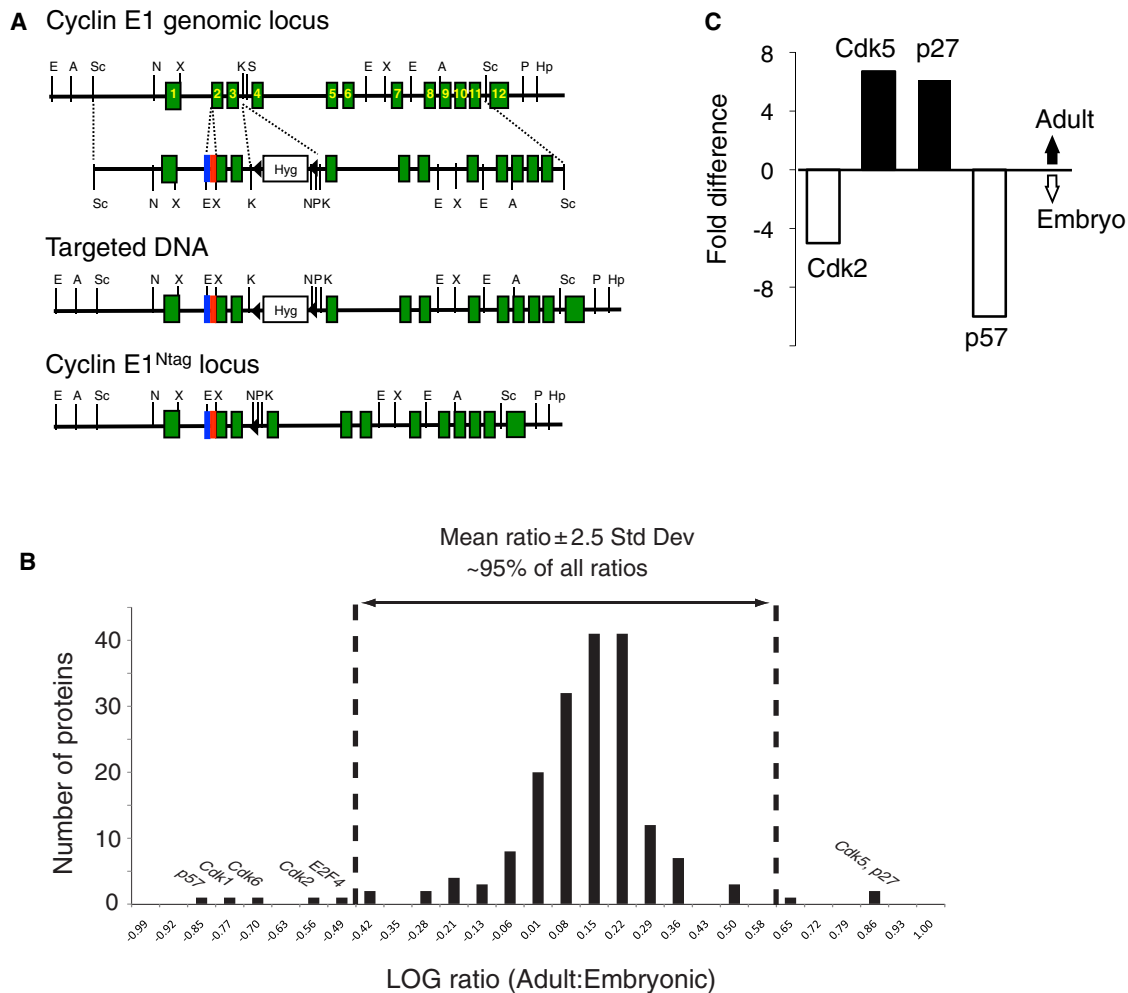 A Cyclin E1 genomic locus
E A Sc N X K S E X E A Sc P Hp
1 2 3 4 5 6 7 8 9 10 11 12
Hyg
Sc N X E X K N P K E X E A Sc
Targeted DNA
E A Sc N X E X K N P K E X E A Sc P Hp
Hyg
Cyclin E1Ntag locus
E A Sc N X E X N P K E X E A Sc P Hp
C
8
4
0
-4
-8
Fold difference
Cdk5 p27
Cdk2
p57
Adult
Embryo
B
Mean ratio ± 2.5 Std Dev
~95% of all ratios
Number of proteins
40
30
20
10
0
p57 Cdk1 Cdk6 Cdk2 E2F4 Cdk5, p27
-0.99 -0.92 -0.85 -0.77 -0.70 -0.63 -0.56 -0.49 -0.42 -0.35 -0.28 -0.21 -0.13 -0.06 0.01 0.08 0.15 0.22 0.29 0.36 0.43 0.50 0.58 0.65 0.72 0.79 0.86 0.93 1.00
LOG ratio (Adult:Embryonic)